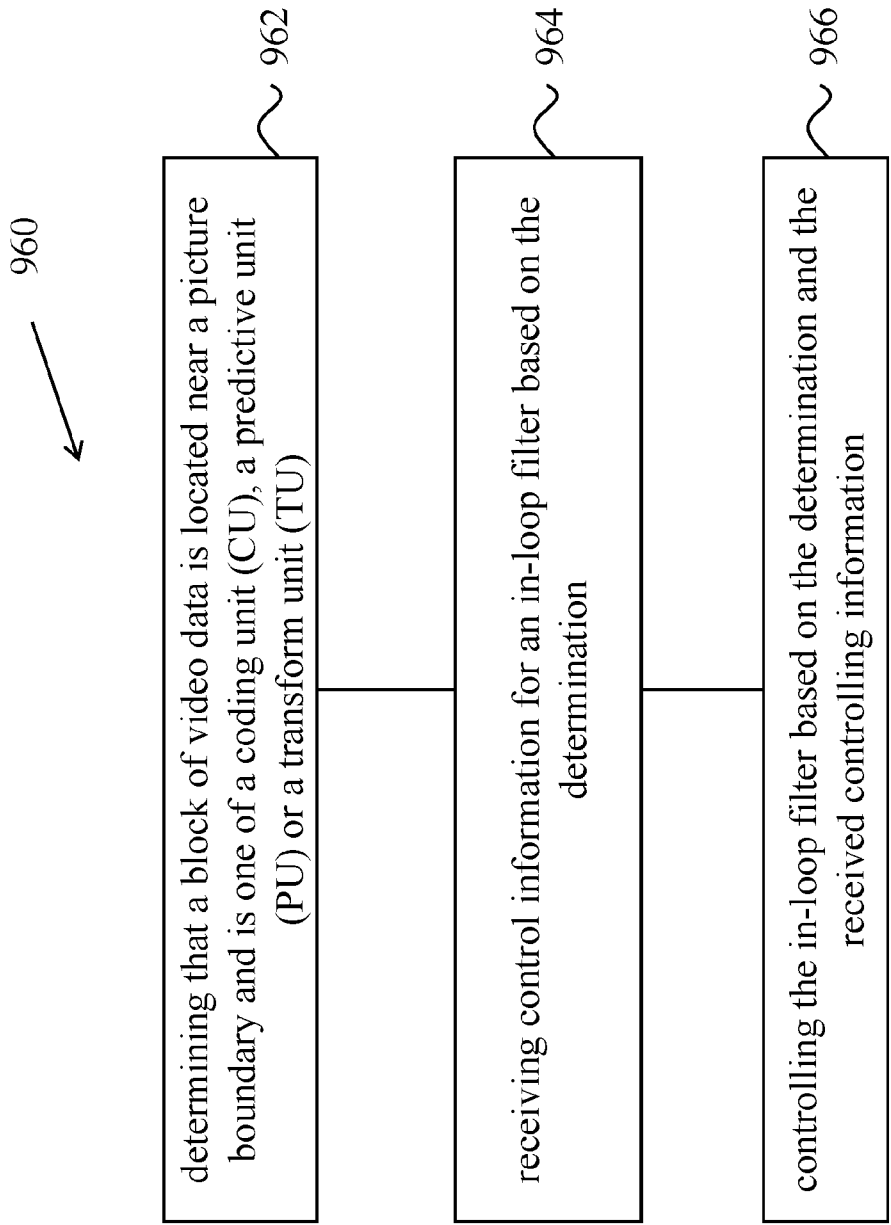 960
determining that a block of video data is located near a picture
boundary and is one of a coding unit (CU), a predictive unit
(PU) or a transform unit (TU)
962
receiving control information for an in-loop filter based on the
determination
964
controlling the in-loop filter based on the determination and the
received controlling information
966